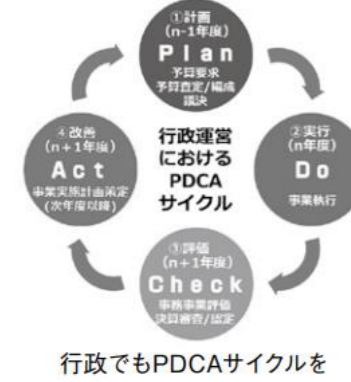 ①計画
(n-1年度)
Plan
予算要求
予算査定/編成
議決
②実行
(n年度)
Do
事業執行
③評価
(n+1年度)
Check
事務事業評価
決算審査/認定
④改善
(n+1年度)
Act
事業実施計画策定
(次年度以降)
行政運営
における
PDCA
サイクル
行政でもPDCAサイクルを